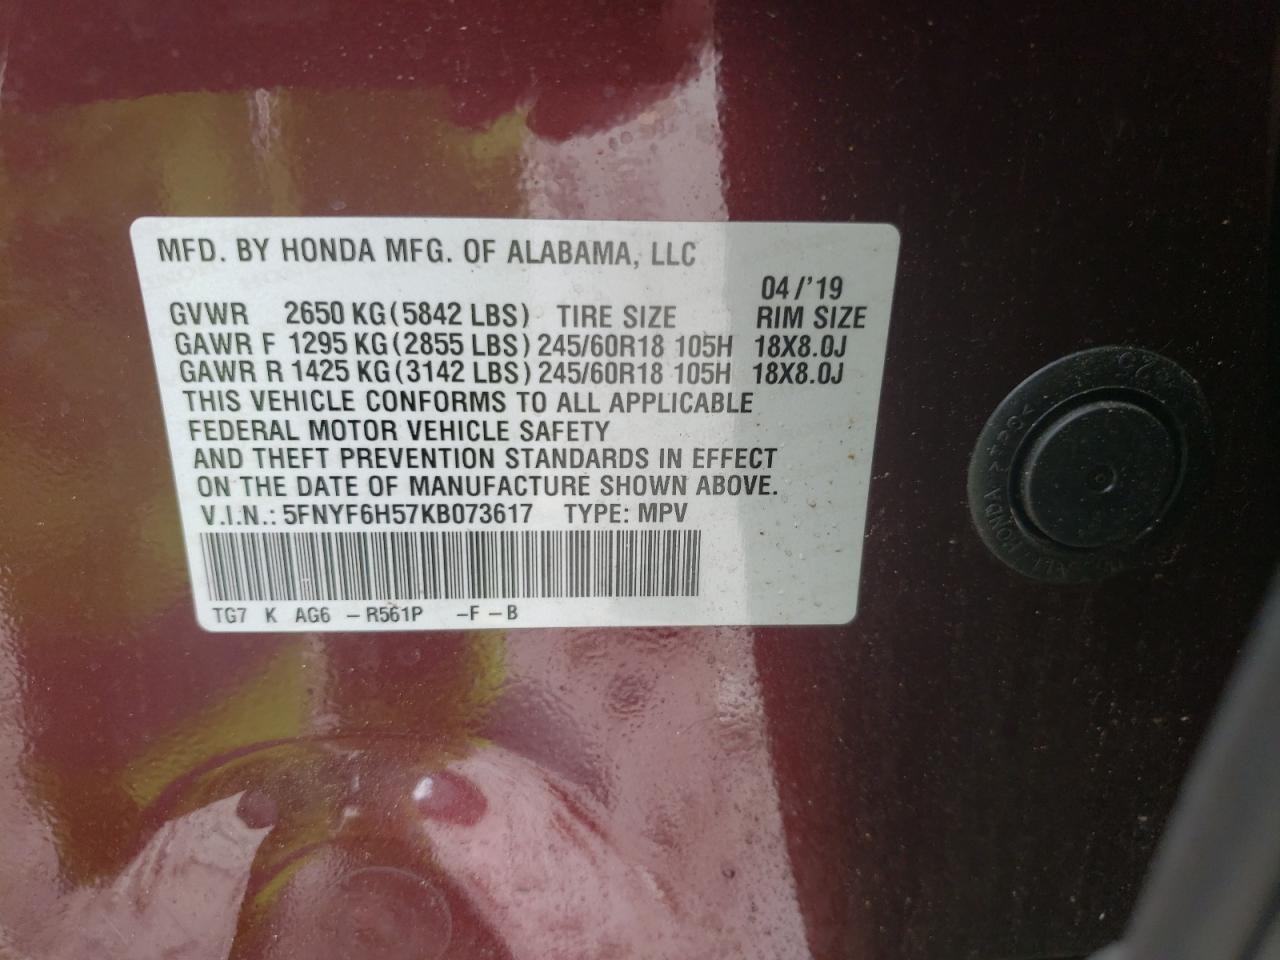 MFD. BY HONDA MFG. OF ALABAMA, LLC
04/'19
GVWR 2650 KG(5842 LBS) TIRE SIZE RIM SIZE
GAWR F 1295 KG(2855 LBS) 245/60R18 105H 18X8.0J
GAWR R 1425 KG(3142 LBS) 245/60R18 105H 18X8.0J
THIS VEHICLE CONFORMS TO ALL APPLICABLE
FEDERAL MOTOR VEHICLE SAFETY
AND THEFT PREVENTION STANDARDS IN EFFECT
ON THE DATE OF MANUFACTURE SHOWN ABOVE.
V.I.N.: 5FNYF6H57KB073617 TYPE: MPV
TG7 K AG6 -R561P -F-B
HONDA